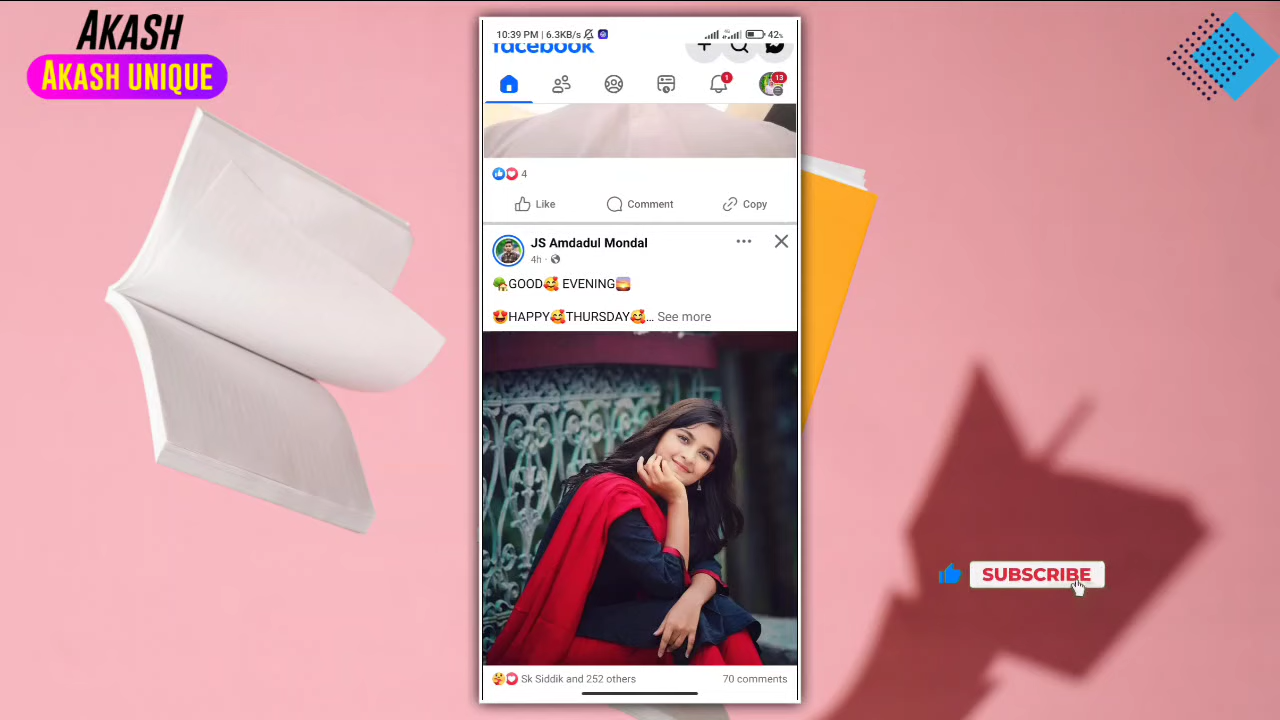 AKASH
AKASH UNIQUE
10:39 PM | 6.3KB/s 42%
facebook
1
13
4
Like Comment Copy
JS Amdadul Mondal
4h ·
🌳GOOD🥰 EVENING🌅
😍HAPPY🥰THURSDAY🥰... See more
SUBSCRIBE
Sk Siddik and 252 others 70 comments